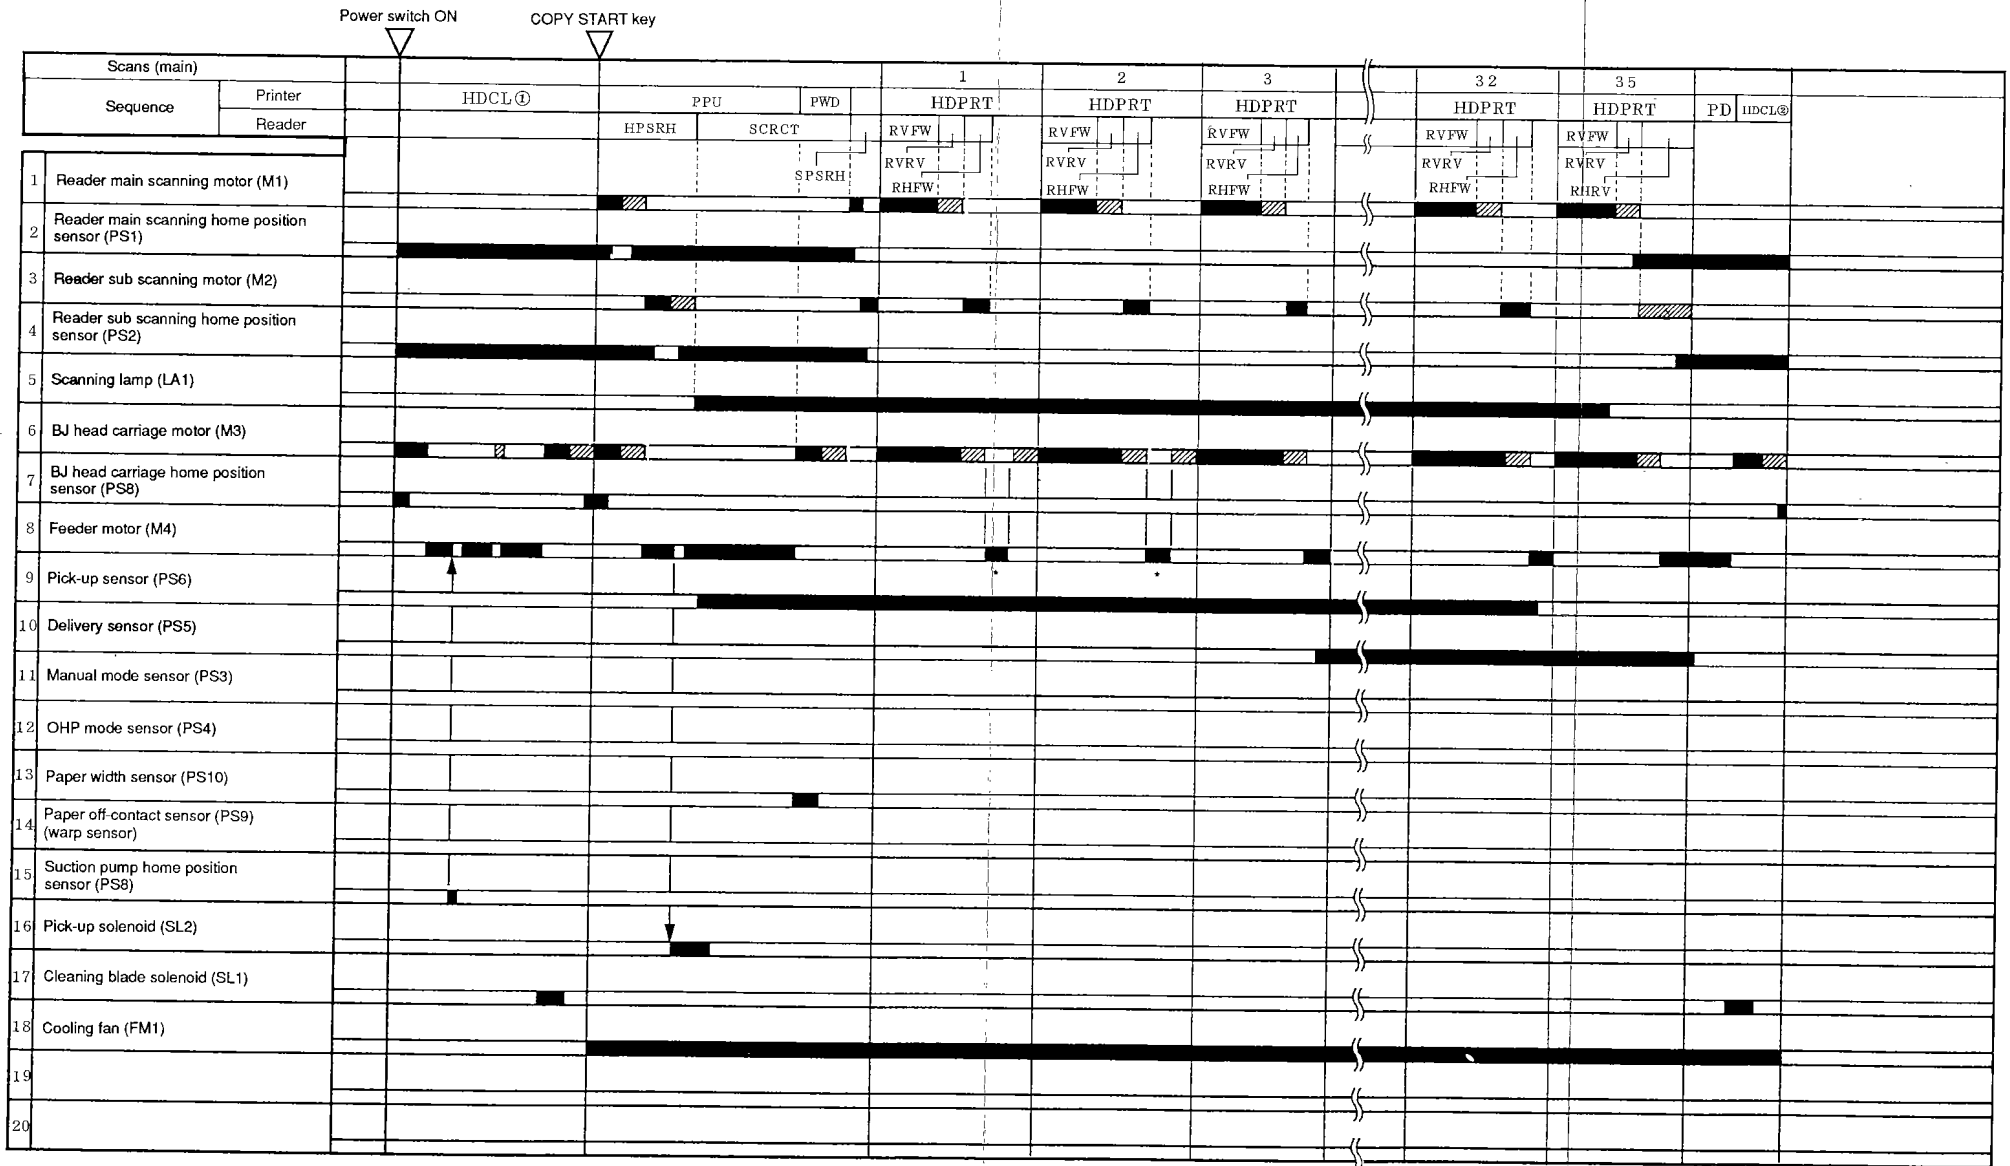 Power switch ON
COPY START key
Scans (main)
1
2
3
32
35
Sequence
Printer
HDCL①
PPU
PWD
HDPRT
HDPRT
HDPRT
HDPRT
HDPRT
PD
HDCL②
Reader
HPSRH
SCRCT
SPSRH
RVFW
RVRV
RHFW
RVFW
RVRV
RHFW
RVFW
RVRV
RHFW
RVFW
RVRV
RHFW
RVFW
RVRV
RHRV
1 Reader main scanning motor (M1)
2 Reader main scanning home position
sensor (PS1)
3 Reader sub scanning motor (M2)
4 Reader sub scanning home position
sensor (PS2)
5 Scanning lamp (LA1)
6 BJ head carriage motor (M3)
7 BJ head carriage home position
sensor (PS8)
8 Feeder motor (M4)
* *
9 Pick-up sensor (PS6)
10 Delivery sensor (PS5)
11 Manual mode sensor (PS3)
12 OHP mode sensor (PS4)
13 Paper width sensor (PS10)
14 Paper off-contact sensor (PS9)
(warp sensor)
15 Suction pump home position
sensor (PS8)
16 Pick-up solenoid (SL2)
17 Cleaning blade solenoid (SL1)
18 Cooling fan (FM1)
19
20